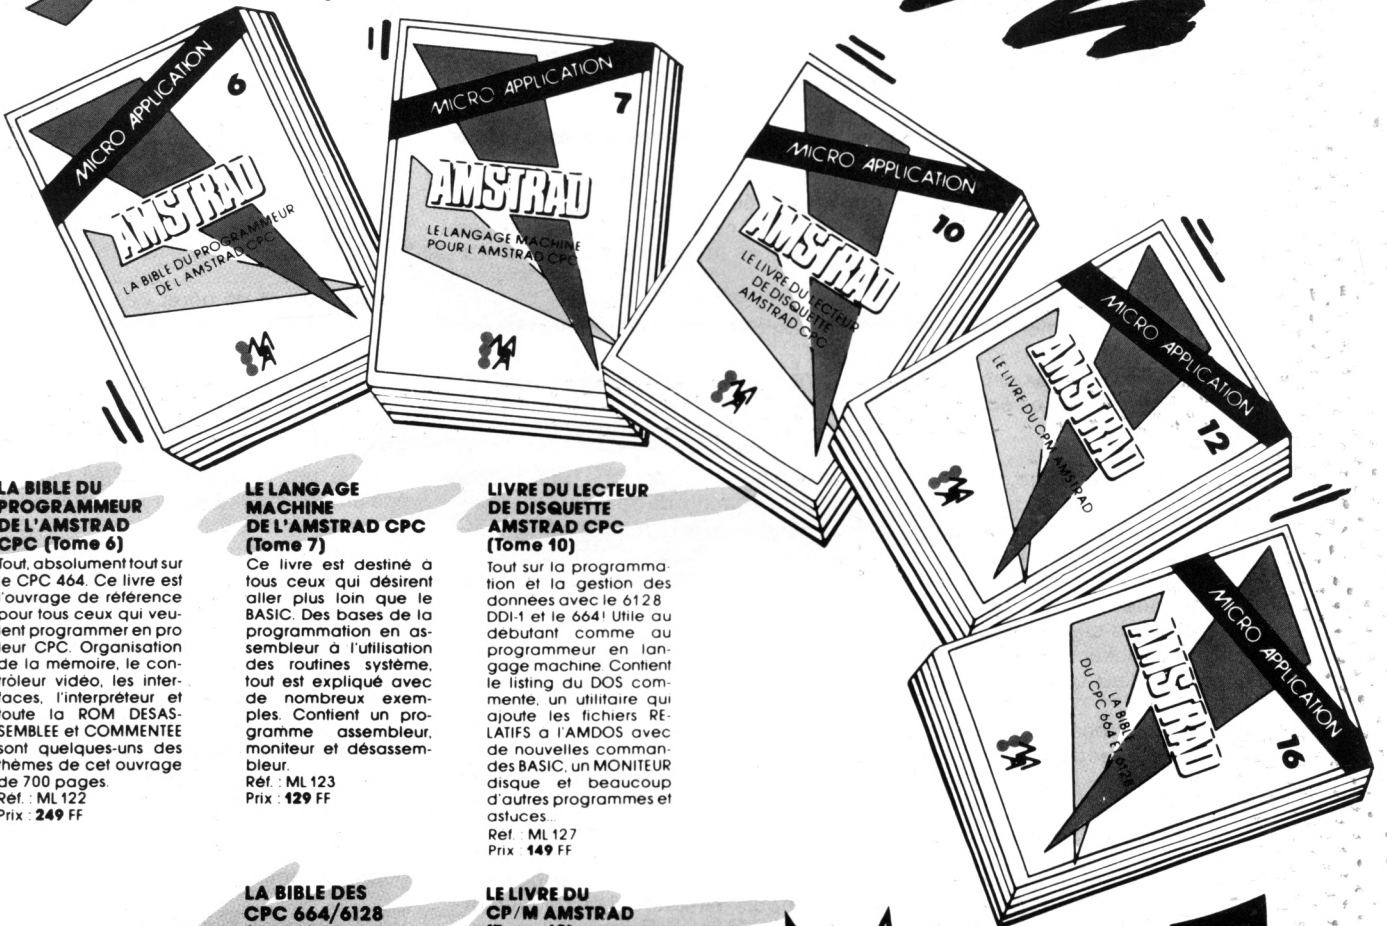 MICRO APPLICATION
6
AMSTRAD
LA BIBLE DU PROGRAMMEUR
DE L'AMSTRAD CPC
MICRO APPLICATION
7
AMSTRAD
LE LANGAGE MACHINE
POUR L'AMSTRAD CPC
MICRO APPLICATION
10
AMSTRAD
LE LIVRE DU LECTEUR
DE DISQUETTE
AMSTRAD CPC
MICRO APPLICATION
12
AMSTRAD
LE LIVRE DU CPM AMSTRAD
MICRO APPLICATION
16
AMSTRAD
LA BIBLE
DU CPC 664 ET 6128
LA BIBLE DU
PROGRAMMEUR
DE L'AMSTRAD
CPC (Tome 6)
Tout, absolument tout sur
le CPC 464. Ce livre est
l'ouvrage de référence
pour tous ceux qui veu-
lent programmer en pro
leur CPC. Organisation
de la mémoire, le con-
trôleur vidéo, les inter-
faces, l'interpréteur et
toute la ROM DESAS-
SEMBLEE et COMMENTEE
sont quelques-uns des
thèmes de cet ouvrage
de 700 pages.
Réf. : ML 122
Prix : 249 FF
LE LANGAGE
MACHINE
DE L'AMSTRAD CPC
(Tome 7)
Ce livre est destiné à
tous ceux qui désirent
aller plus loin que le
BASIC. Des bases de la
programmation en as-
sembleur à l'utilisation
des routines système,
tout est expliqué avec
de nombreux exem-
ples. Contient un pro-
gramme assembleur,
moniteur et désassem-
bleur.
Réf. : ML 123
Prix : 129 FF
LIVRE DU LECTEUR
DE DISQUETTE
AMSTRAD CPC
(Tome 10)
Tout sur la programma-
tion et la gestion des
données avec le 6128
DDI-1 et le 664! Utile au
débutant comme au
programmeur en lan-
gage machine. Contient
le listing du DOS com-
menté, un utilitaire qui
ajoute les fichiers RE-
LATIFS a l'AMDOS avec
de nouvelles comman-
des BASIC, un MONITEUR
disque et beaucoup
d'autres programmes et
astuces...
Ref. : ML 127
Prix : 149 FF
LA BIBLE DES
CPC 664/6128
LE LIVRE DU
CP/M AMSTRAD